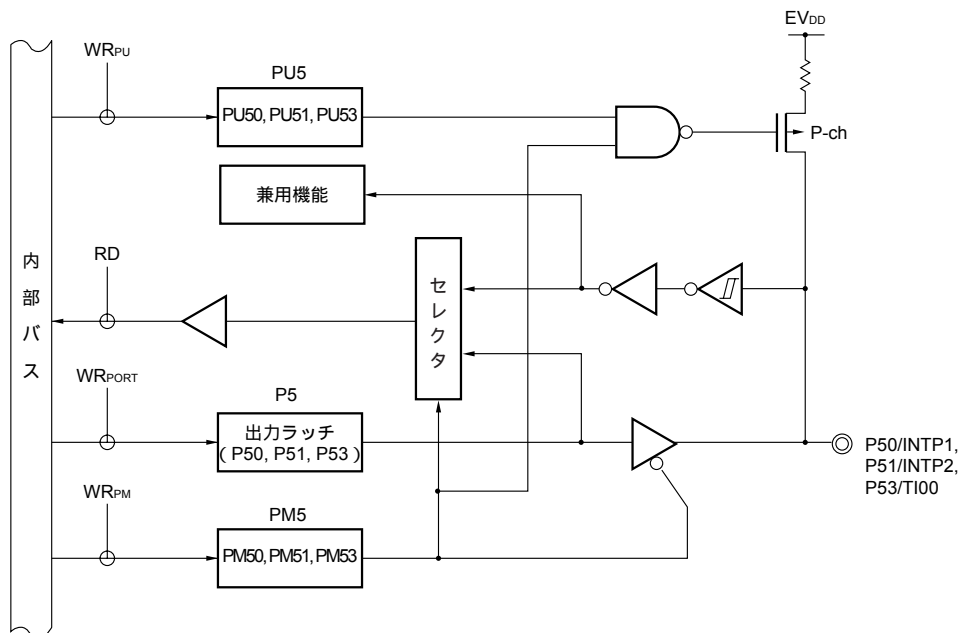 EVDD
WRPU
PU5
PU50, PU51, PU53
P-ch
兼用機能
RD
内部バス
セレクタ
WRPORT
P5
出力ラッチ
( P50, P51, P53 )
P50/INTP1,
P51/INTP2,
P53/TI00
WRPM
PM5
PM50, PM51, PM53